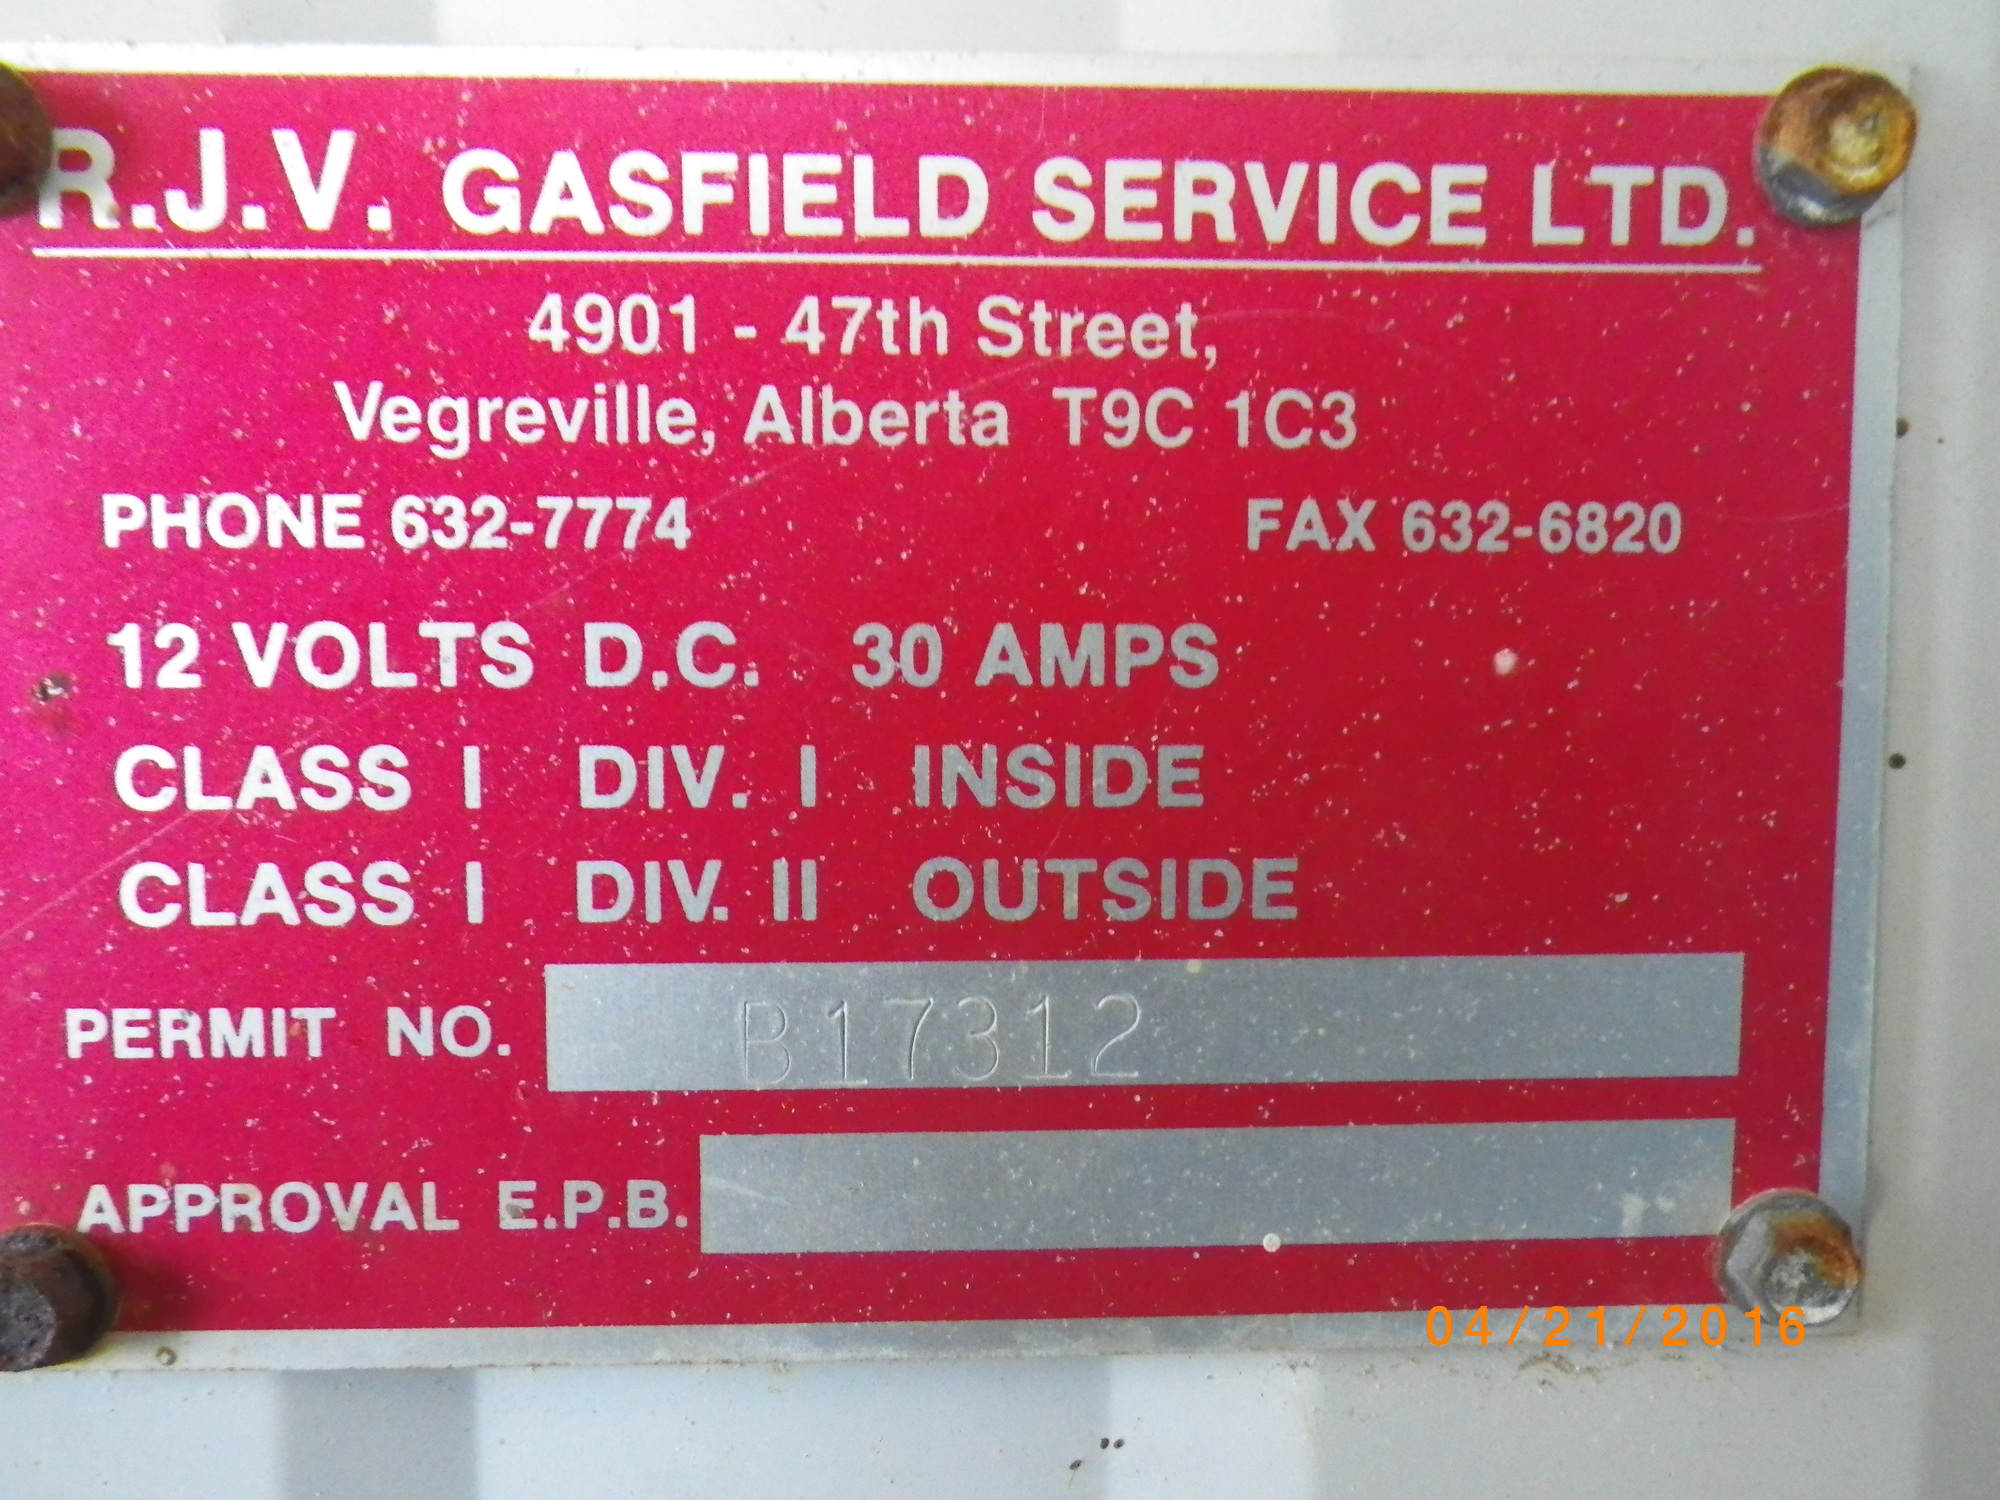 R.J.V. GASFIELD SERVICE LTD.
4901 - 47th Street,
Vegreville, Alberta T9C 1C3
PHONE 632-7774 FAX 632-6820
12 VOLTS D.C. 30 AMPS
CLASS I DIV. I INSIDE
CLASS I DIV. II OUTSIDE
PERMIT NO. B17312
APPROVAL E.P.B.
04/21/2016